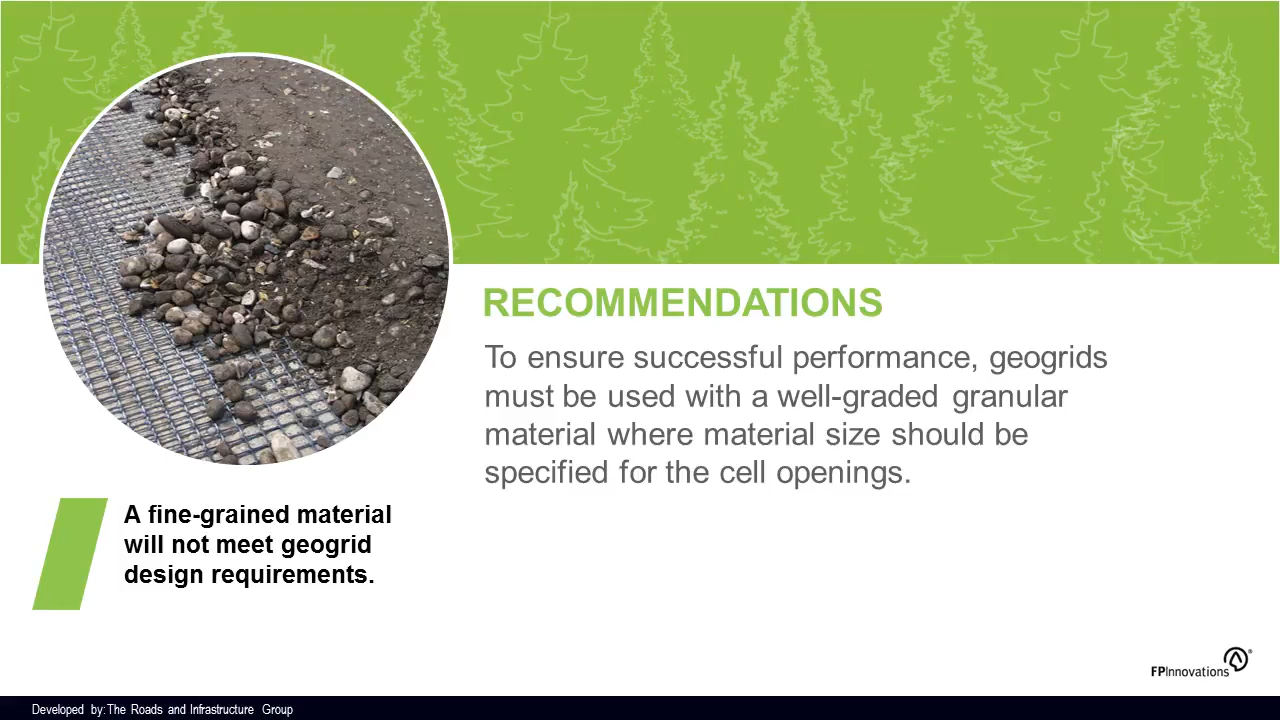 RECOMMENDATIONS
To ensure successful performance, geogrids
must be used with a well-graded granular
material where material size should be
specified for the cell openings.
A fine-grained material
will not meet geogrid
design requirements.
FPInnovations®
Developed by: The Roads and Infrastructure Group